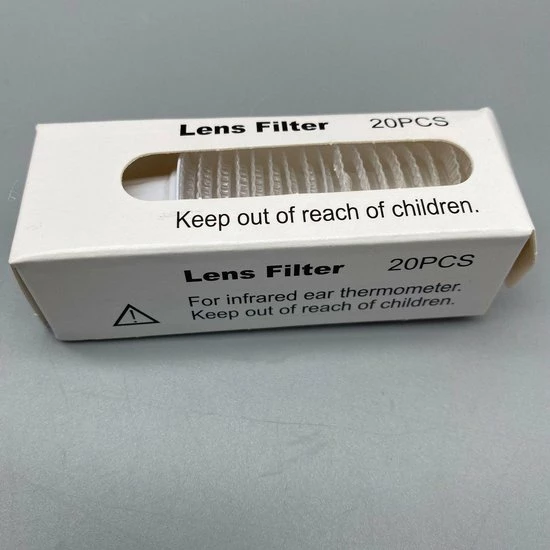 Lens Filter 20PCS
Keep out of reach of children.
Lens Filter 20PCS
For infrared ear thermometer.
Keep out of reach of children.